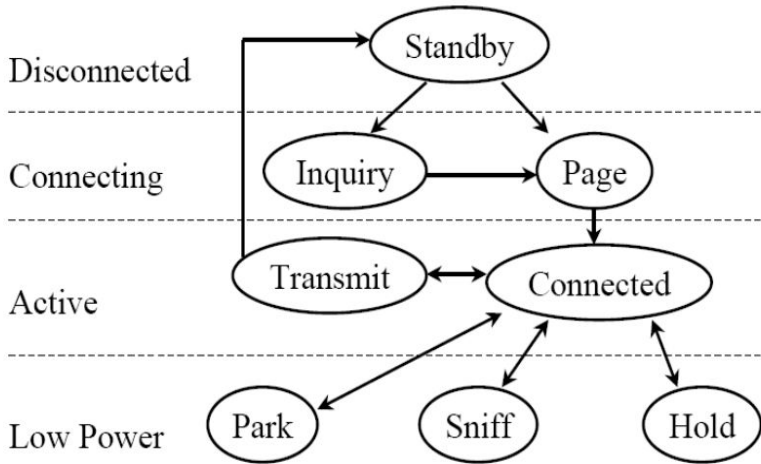 Standby
Disconnected
Connecting
Inquiry
Page
Active
Transmit
Connected
Low Power
Park
Sniff
Hold